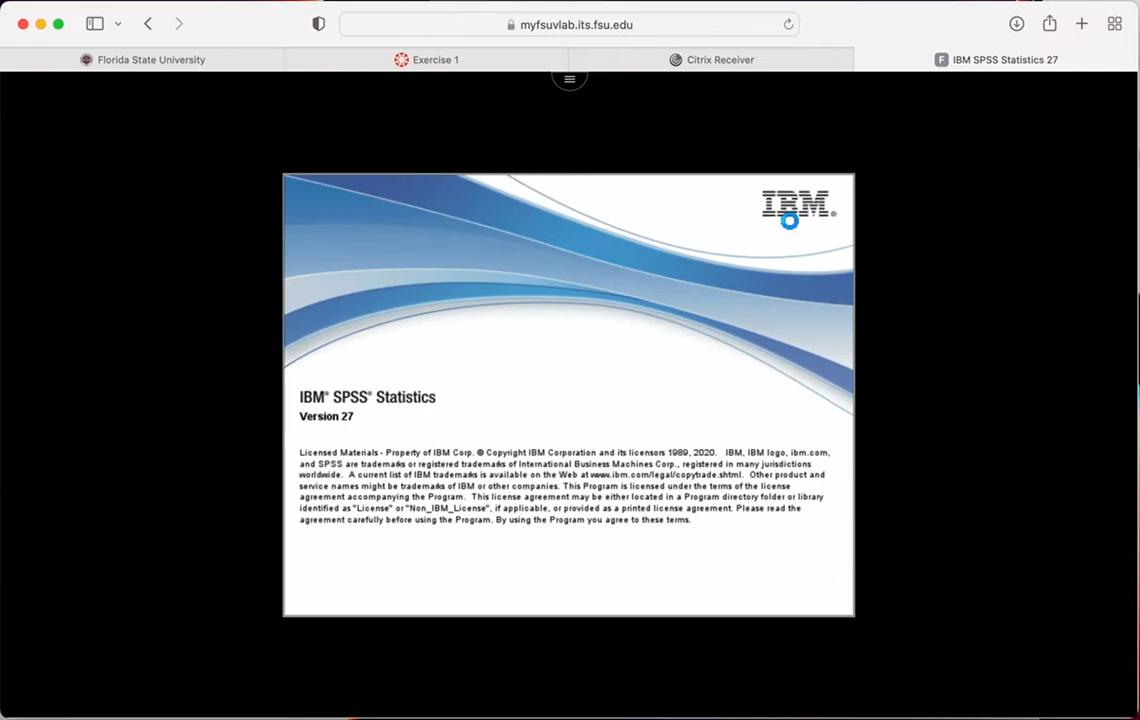 myfsuvlab.its.fsu.edu
Florida State University
Exercise 1
Citrix Receiver
F IBM SPSS Statistics 27
IBM®
IBM® SPSS® Statistics
Version 27
Licensed Materials - Property of IBM Corp. © Copyright IBM Corporation and its licensors 1989, 2020. IBM, IBM logo, ibm.com,
and SPSS are trademarks or registered trademarks of International Business Machines Corp., registered in many jurisdictions
worldwide. A current list of IBM trademarks is available on the Web at www.ibm.com/legal/copytrade.shtml. Other product and
service names might be trademarks of IBM or other companies. This Program is licensed under the terms of the license
agreement accompanying the Program. This license agreement may be either located in a Program directory folder or library
identified as "License" or "Non_IBM_License", if applicable, or provided as a printed license agreement. Please read the
agreement carefully before using the Program. By using the Program you agree to these terms.